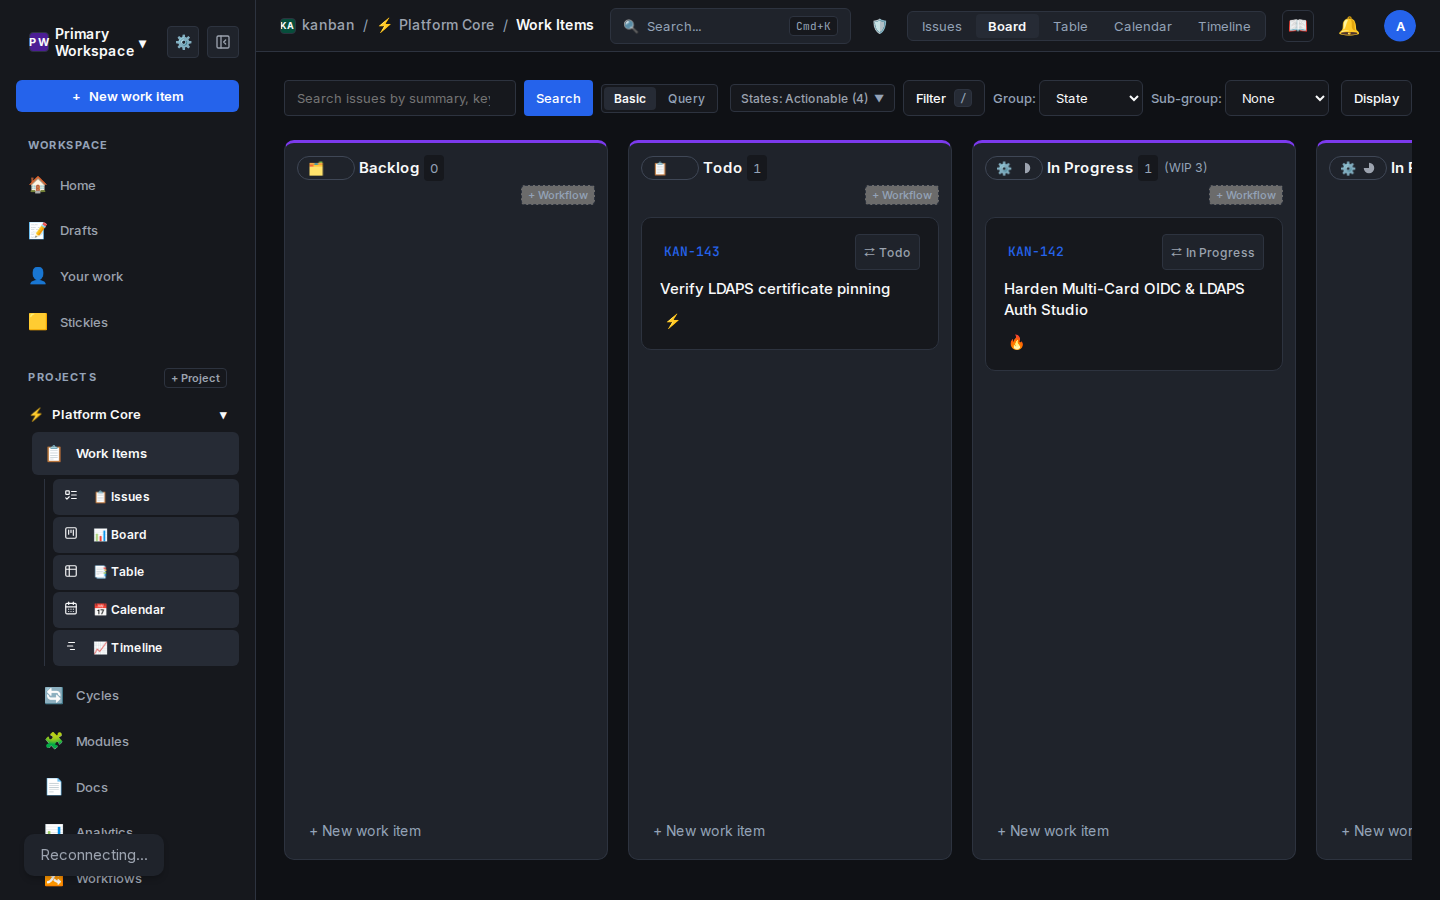 PW Primary Workspace ▼
+ New work item
WORKSPACE
Home
Drafts
Your work
Stickies
PROJECTS
+ Project
Platform Core ▼
Work Items
Issues
Board
Table
Calendar
Timeline
Cycles
Modules
Docs
Analytics
Reconnecting...
Workflows
KA kanban / Platform Core / Work Items
Search...
Cmd+K
Issues
Board
Table
Calendar
Timeline
A
Search issues by summary, key
Search
Basic
Query
States: Actionable (4) ▼
Filter /
Group: State
Sub-group: None
Display
Backlog 0
+ Workflow
+ New work item
Todo 1
+ Workflow
KAN-143
Todo
Verify LDAPS certificate pinning
+ New work item
In Progress 1 (WIP 3)
+ Workflow
KAN-142
In Progress
Harden Multi-Card OIDC & LDAPS
Auth Studio
+ New work item
In
+ New